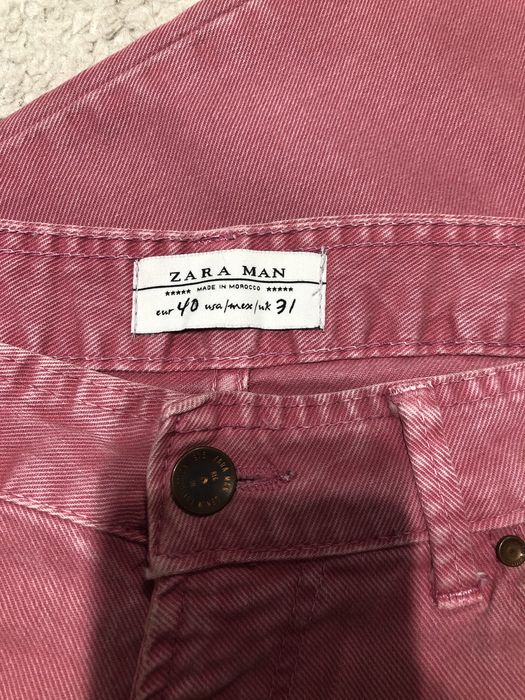 ZARA MAN
***** MADE IN MOROCCO *****
eur 40 usa/mex/uk 31